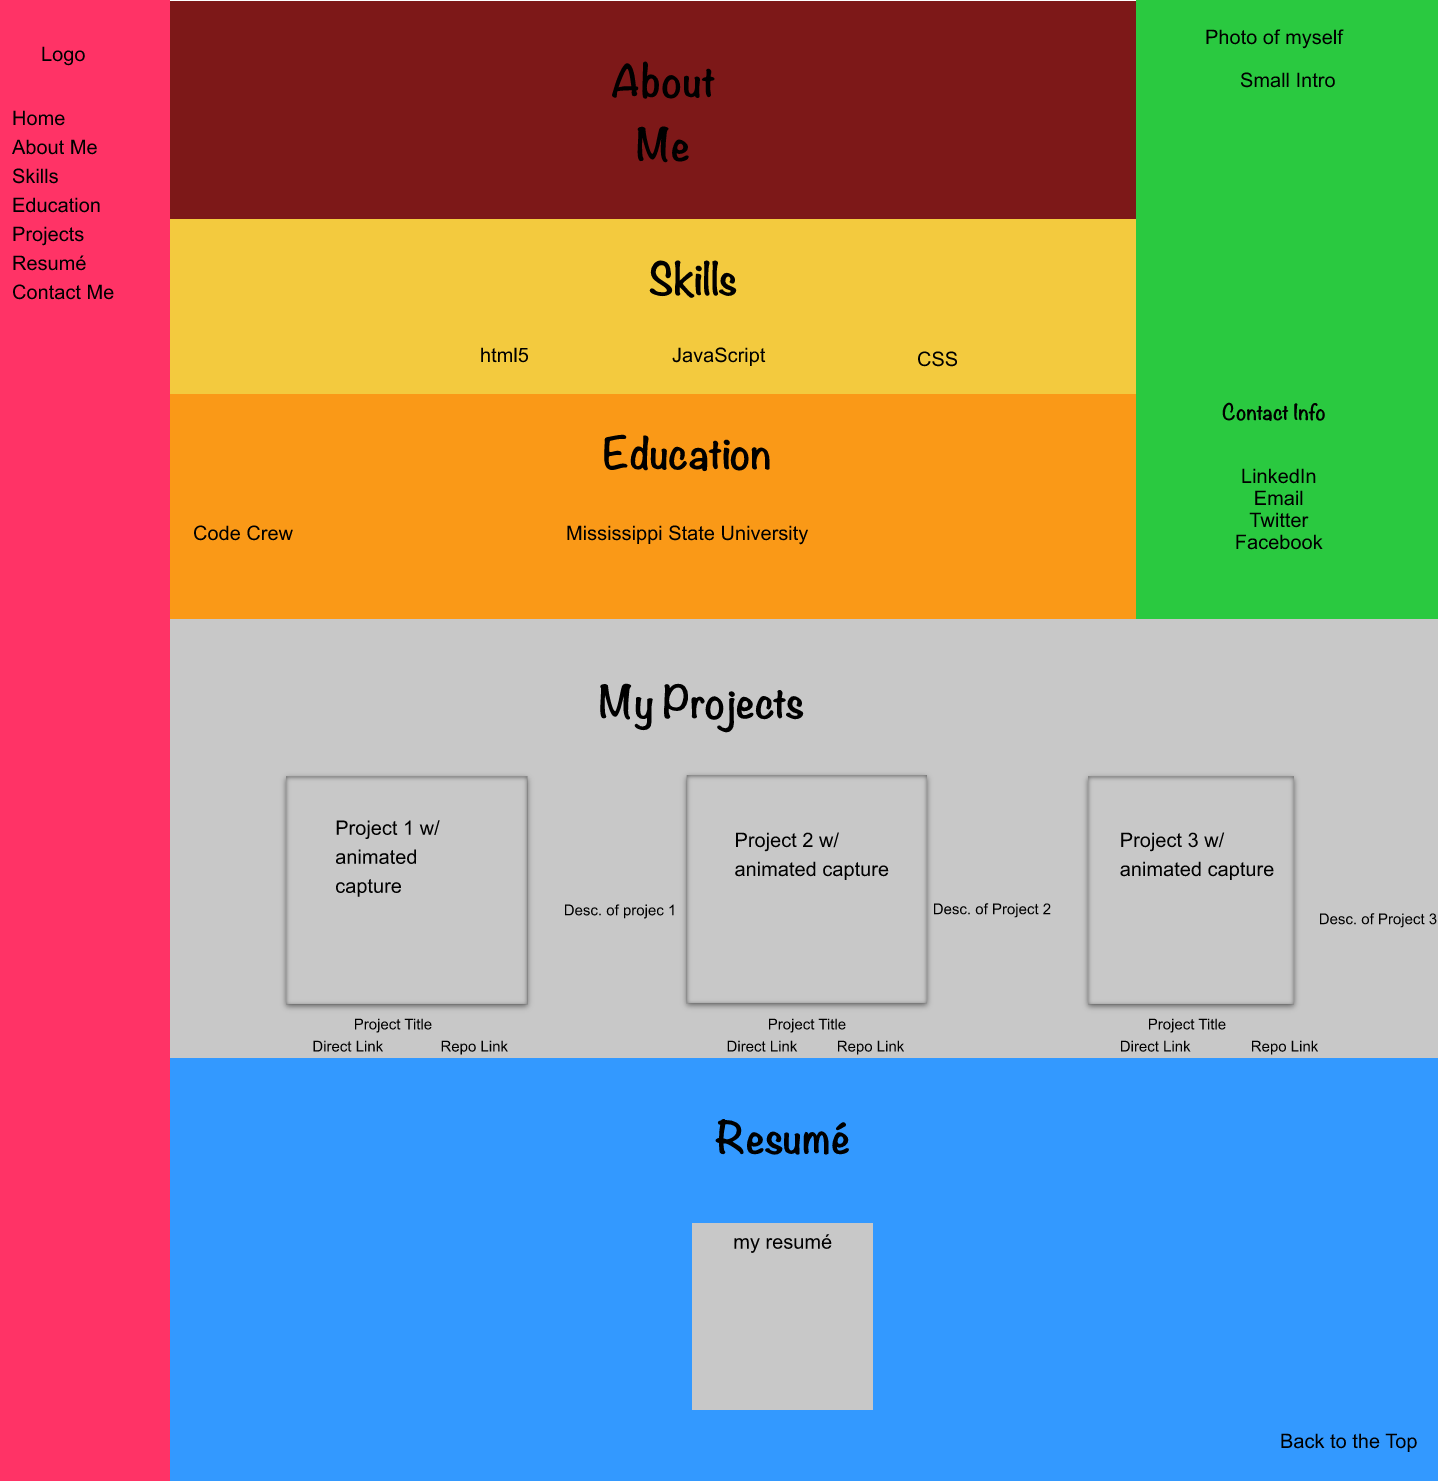 Logo
Home
About Me
Skills
Education
Projects
Resumé
Contact Me
About
Me
Skills
html5
JavaScript
CSS
Education
Code Crew
Mississippi State University
Photo of myself
Small Intro
Contact Info
LinkedIn
Email
Twitter
Facebook
My Projects
Project 1 w/
animated
capture
Desc. of projec 1
Project Title
Direct Link
Repo Link
Project 2 w/
animated capture
Desc. of Project 2
Project Title
Direct Link
Repo Link
Project 3 w/
animated capture
Desc. of Project 3
Project Title
Direct Link
Repo Link
Resumé
my resumé
Back to the Top